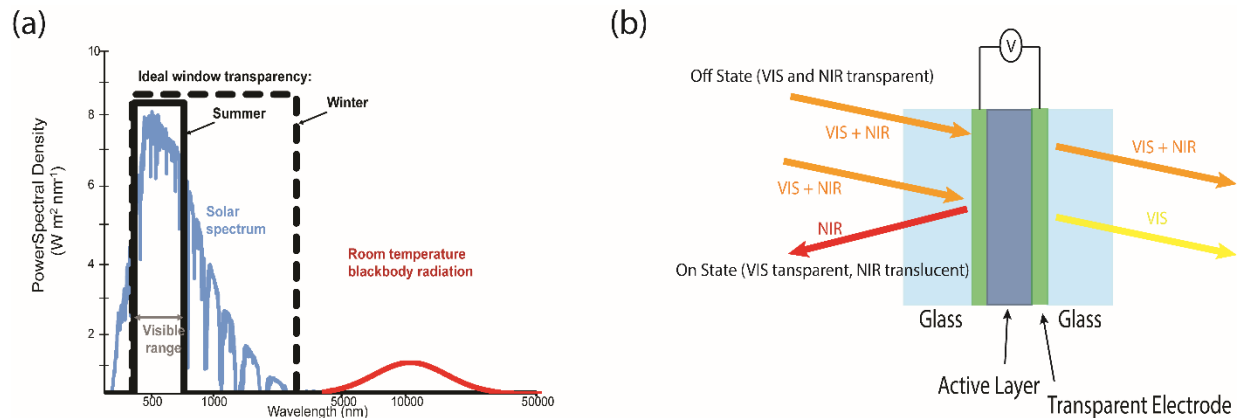 (a)
10
8
6
4
2
PowerSpectral Density
(W m² nm⁻¹)
Ideal window transparency:
Summer
Winter
Solar
spectrum
Visible
range
Room temperature
blackbody radiation
500
1000
5000
10000
50000
Wavelength (nm)
(b)
V
Off State (VIS and NIR transparent)
VIS + NIR
VIS + NIR
VIS + NIR
NIR
VIS
On State (VIS tansparent, NIR translucent)
Glass
Glass
Active Layer
Transparent Electrode